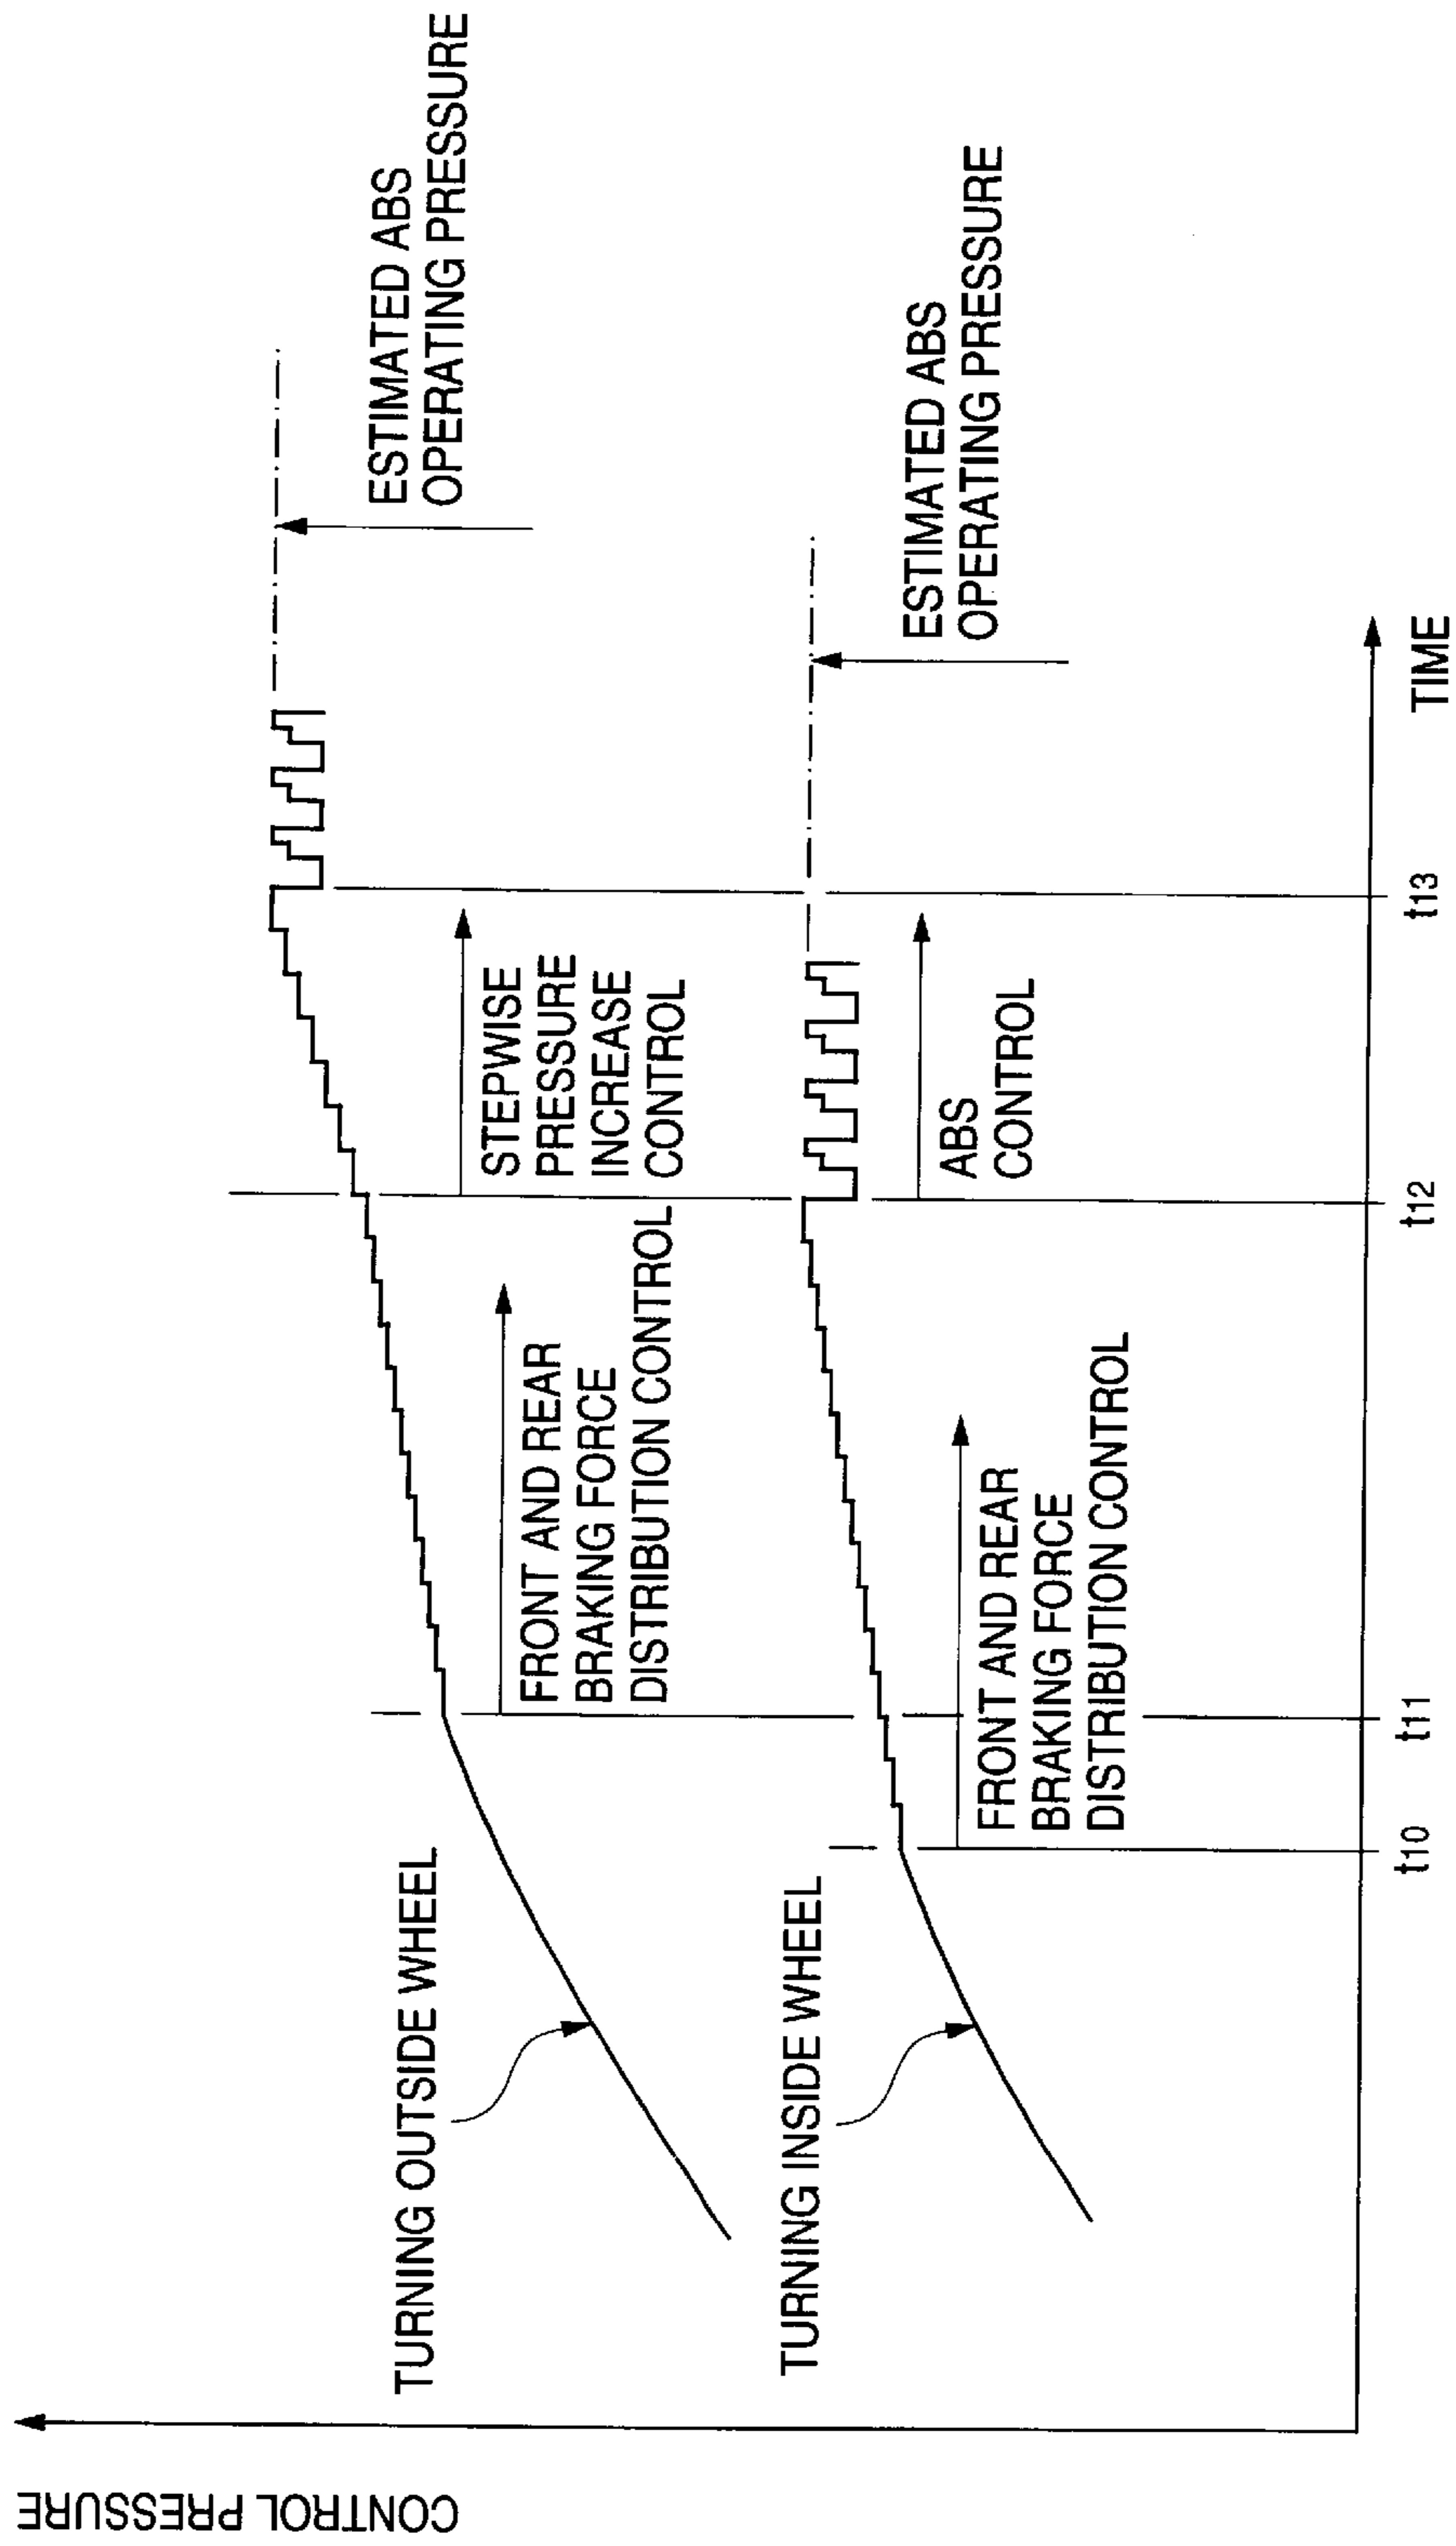 CONTROL PRESSURE
TURNING OUTSIDE WHEEL
FRONT AND REAR
BRAKING FORCE
DISTRIBUTION CONTROL
STEPWISE
PRESSURE
INCREASE
CONTROL
ESTIMATED ABS
OPERATING PRESSURE
TURNING INSIDE WHEEL
FRONT AND REAR
BRAKING FORCE
DISTRIBUTION CONTROL
ABS
CONTROL
ESTIMATED ABS
OPERATING PRESSURE
t10 t11 t12 t13
TIME